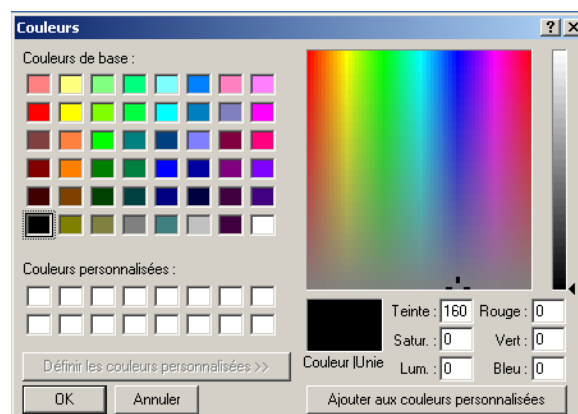 Couleurs
Couleurs de base :
Couleurs personnalisées :
Définir les couleurs personnalisées >>
OK Annuler
Couleur |Unie
Teinte : 160 Rouge : 0
Satur. : 0 Vert : 0
Lum. : 0 Bleu : 0
Ajouter aux couleurs personnalisées